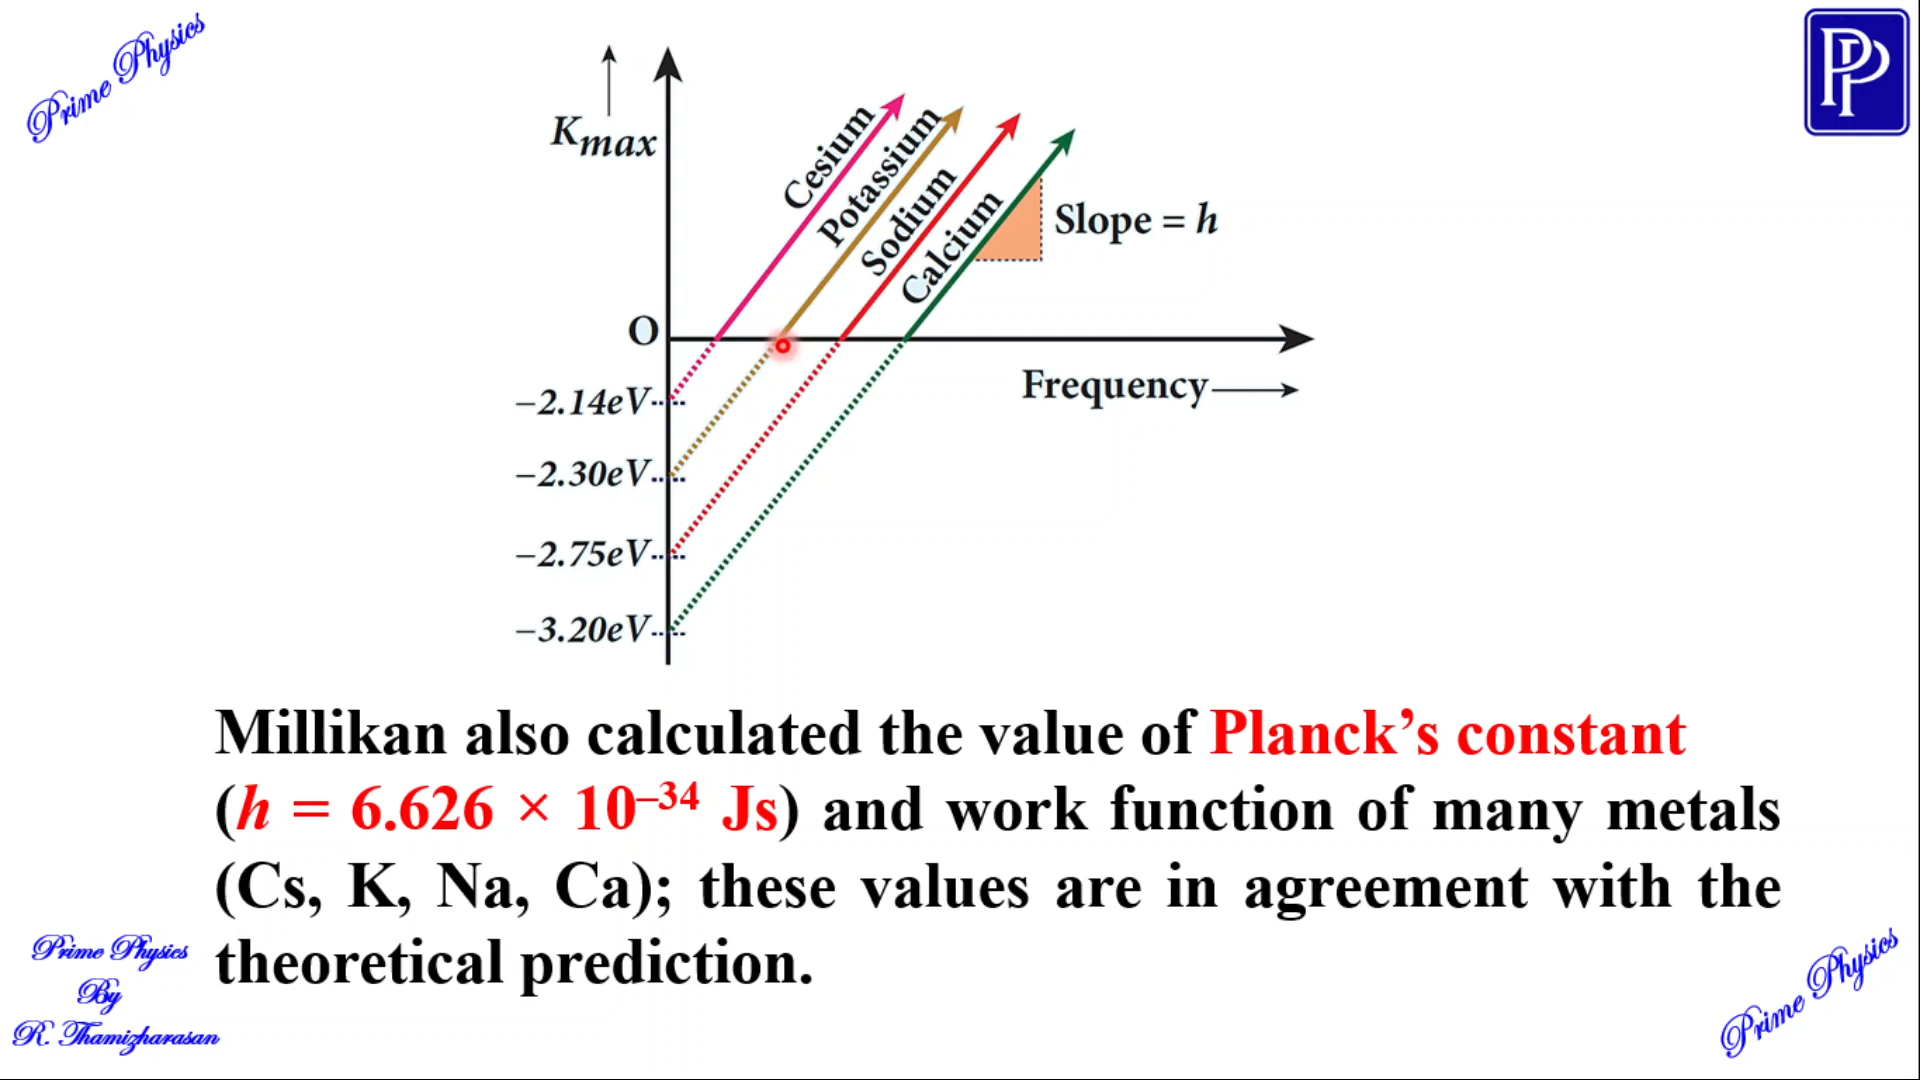 Prime Physics
PP
Kmax
Cesium
Potassium
Sodium
Calcium
Slope = h
O
Frequency
–2.14eV
–2.30eV
–2.75eV
–3.20eV
Millikan also calculated the value of Planck’s constant
(h = 6.626 × 10⁻³⁴ Js) and work function of many metals
(Cs, K, Na, Ca); these values are in agreement with the
theoretical prediction.
Prime Physics
By
R. Thamizharasan
Prime Physics